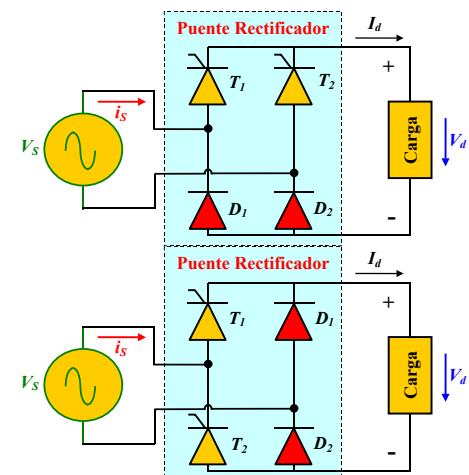 Puente Rectificador
I_d
T_1
T_2
+
i_S
V_S
Carga
V_d
D_1
D_2
-
Puente Rectificador
I_d
T_1
D_1
+
i_S
V_S
Carga
V_d
T_2
D_2
-